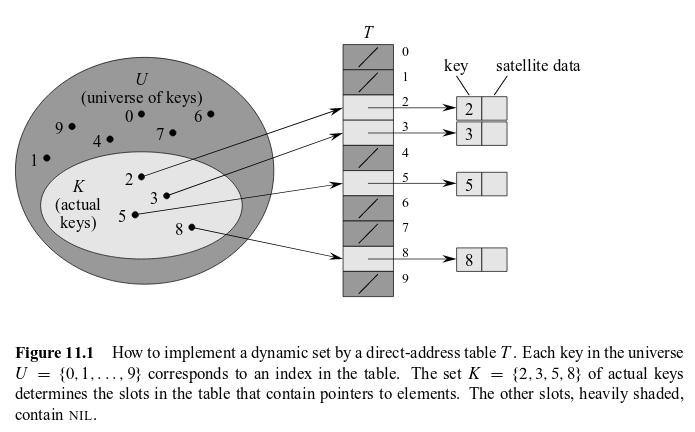 T
U
(universe of keys)
0
6
9
4
7
1
K
(actual
keys)
2
3
5
8
0
1
2
3
4
5
6
7
8
9
key satellite data
2
3
5
8
Figure 11.1 How to implement a dynamic set by a direct-address table T. Each key in the universe
U = {0, 1, . . . , 9} corresponds to an index in the table. The set K = {2, 3, 5, 8} of actual keys
determines the slots in the table that contain pointers to elements. The other slots, heavily shaded,
contain NIL.